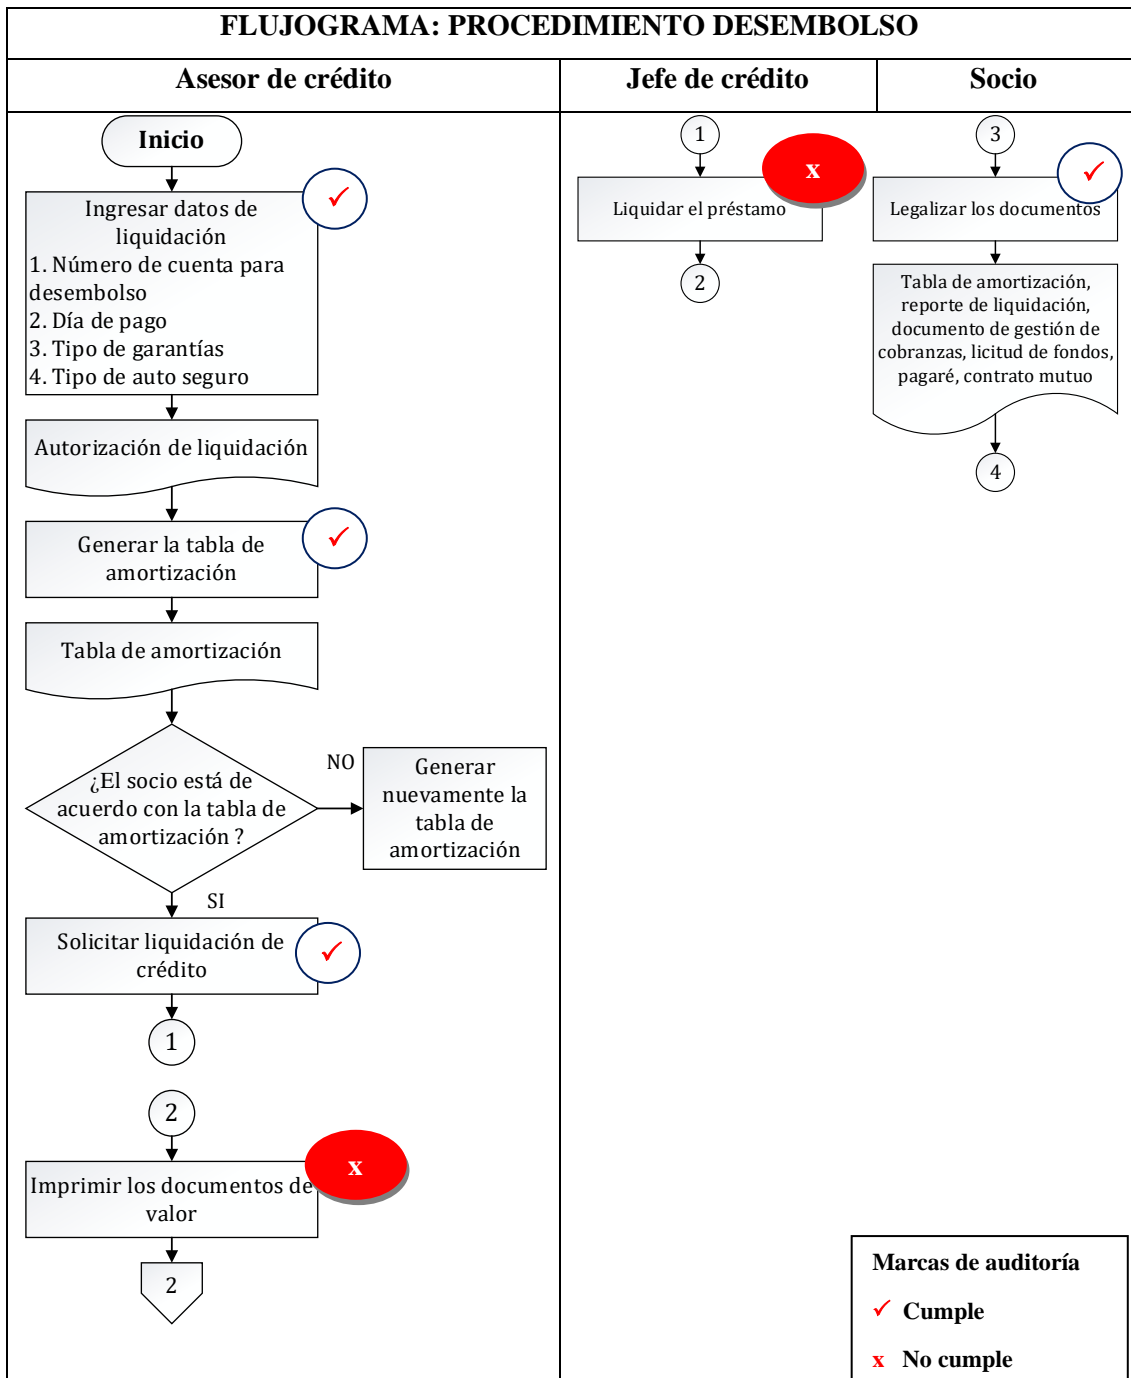 FLUJOGRAMA: PROCEDIMIENTO DESEMBOLSO
Asesor de crédito
Jefe de crédito
Socio
Inicio
Ingresar datos de
liquidación
1. Número de cuenta para
desembolso
2. Día de pago
3. Tipo de garantías
4. Tipo de auto seguro
Autorización de liquidación
Generar la tabla de
amortización
Tabla de amortización
¿El socio está de
acuerdo con la tabla de
amortización ?
NO
Generar
nuevamente la
tabla de
amortización
SI
Solicitar liquidación de
crédito
1
2
Imprimir los documentos de
valor
x
2
1
x
Liquidar el préstamo
2
3
Legalizar los documentos
Tabla de amortización,
reporte de liquidación,
documento de gestión de
cobranzas, licitud de fondos,
pagaré, contrato mutuo
4
Marcas de auditoría
✓ Cumple
x No cumple